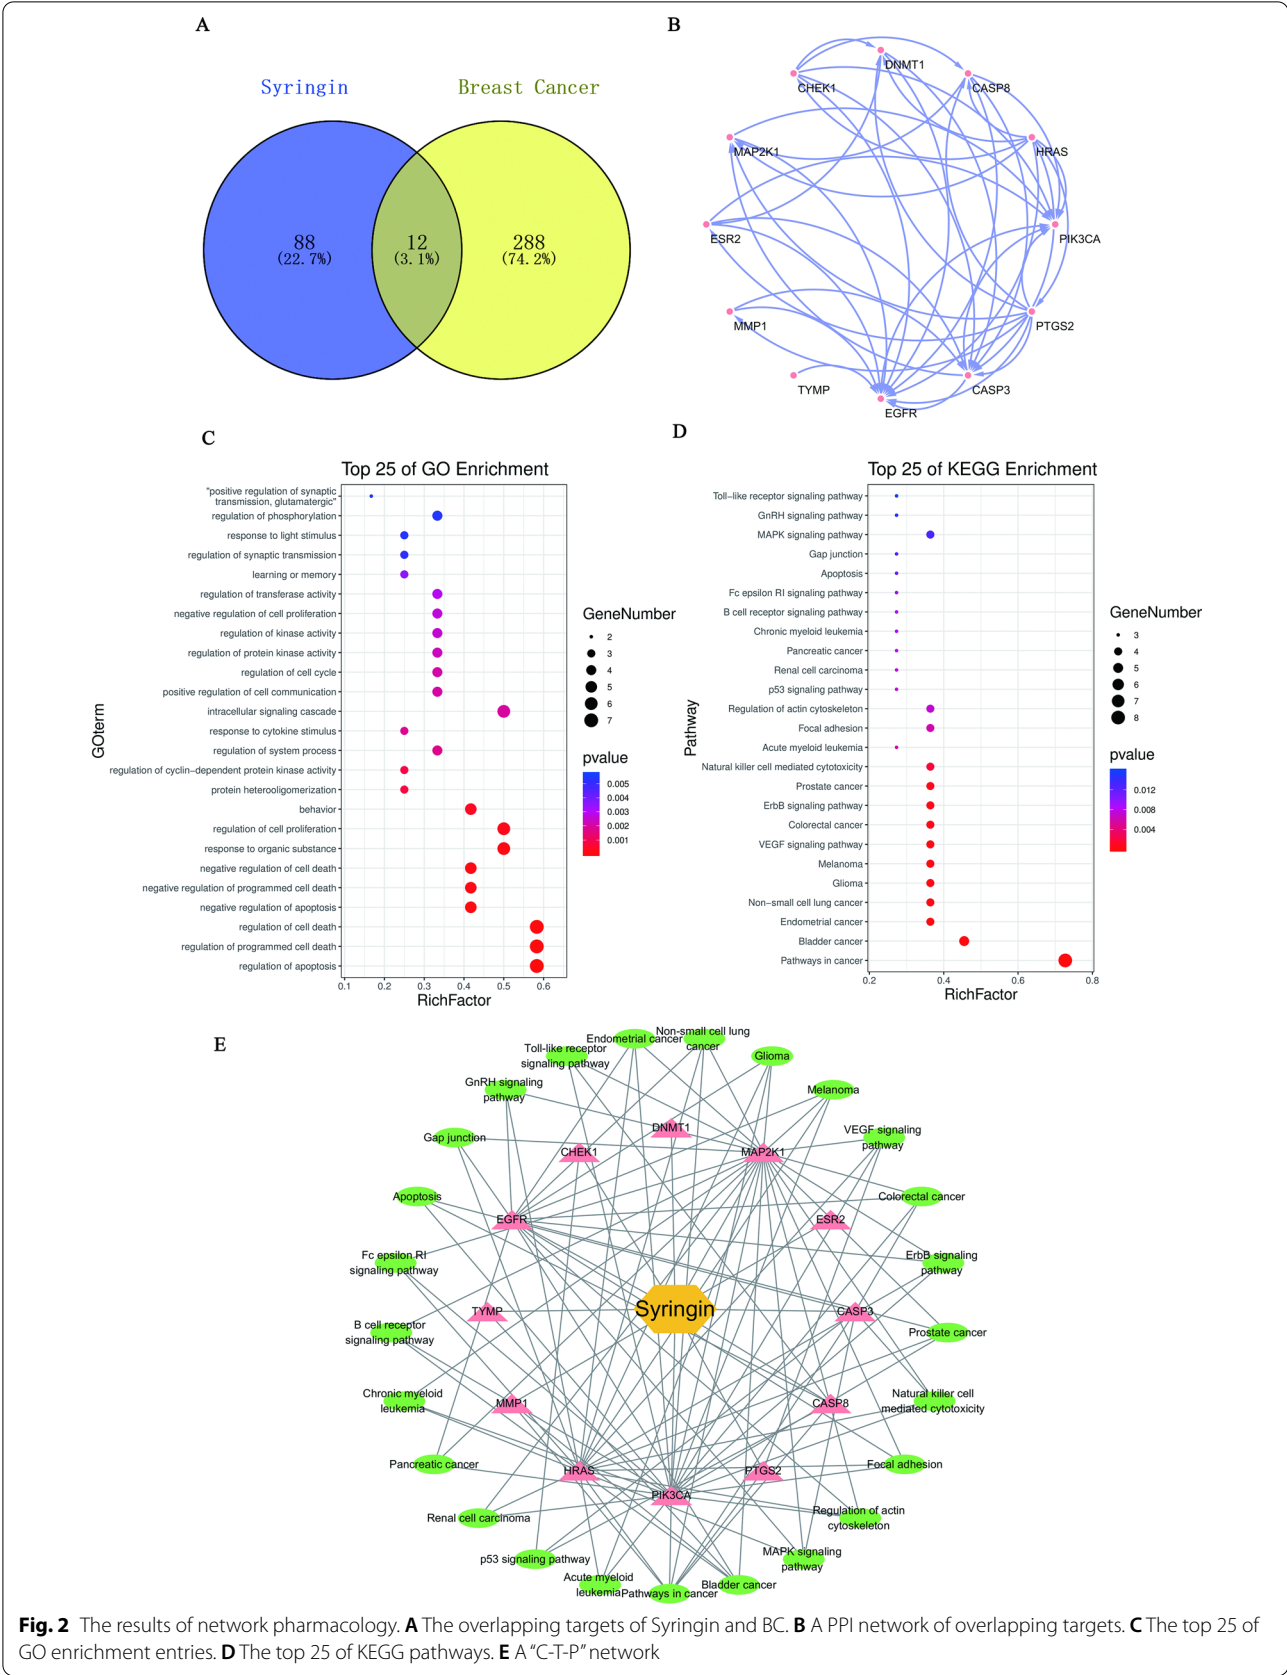 A
Syringin
Breast Cancer
88
(22.7%)
12
(3.1%)
288
(74.2%)
B
DNMT1
CHEK1
CASP8
MAP2K1
HRAS
ESR2
PIK3CA
MMP1
PTGS2
TYMP
CASP3
EGFR
C
Top 25 of GO Enrichment
"positive regulation of synaptic
transmission, glutamatergic"
regulation of phosphorylation
response to light stimulus
regulation of synaptic transmission
learning or memory
regulation of transferase activity
negative regulation of cell proliferation
regulation of kinase activity
regulation of protein kinase activity
regulation of cell cycle
positive regulation of cell communication
intracellular signaling cascade
response to cytokine stimulus
regulation of system process
regulation of cyclin−dependent protein kinase activity
protein heterooligomerization
behavior
regulation of cell proliferation
response to organic substance
negative regulation of cell death
negative regulation of programmed cell death
negative regulation of apoptosis
regulation of cell death
regulation of programmed cell death
regulation of apoptosis
GOterm
0.1 0.2 0.3 0.4 0.5 0.6
RichFactor
GeneNumber
2
3
4
5
6
7
pvalue
0.005
0.004
0.003
0.002
0.001
D
Top 25 of KEGG Enrichment
Toll−like receptor signaling pathway
GnRH signaling pathway
MAPK signaling pathway
Gap junction
Apoptosis
Fc epsilon RI signaling pathway
B cell receptor signaling pathway
Chronic myeloid leukemia
Pancreatic cancer
Renal cell carcinoma
p53 signaling pathway
Regulation of actin cytoskeleton
Focal adhesion
Acute myeloid leukemia
Natural killer cell mediated cytotoxicity
Prostate cancer
ErbB signaling pathway
Colorectal cancer
VEGF signaling pathway
Melanoma
Glioma
Non−small cell lung cancer
Endometrial cancer
Bladder cancer
Pathways in cancer
Pathway
0.2 0.4 0.6 0.8
RichFactor
GeneNumber
3
4
5
6
7
8
pvalue
0.012
0.008
0.004
E
Endometrial cancer
Non-small cell lung
cancer
Toll-like receptor
signaling pathway
Glioma
GnRH signaling
pathway
Melanoma
Gap junction
VEGF signaling
pathway
DNMT1
CHEK1
MAP2K1
Apoptosis
Colorectal cancer
EGFR
ESR2
Fc epsilon RI
signaling pathway
ErbB signaling
pathway
TYMP
Syringin
CASP3
B cell receptor
signaling pathway
Prostate cancer
Chronic myeloid
leukemia
MMP1
CASP8
Natural killer cell
mediated cytotoxicity
Pancreatic cancer
HRAS
PTGS2
Focal adhesion
PIK3CA
Renal cell carcinoma
Regulation of actin
cytoskeleton
p53 signaling pathway
MAPK signaling
pathway
Acute myeloid
leukemia
Pathways in cancer
Bladder cancer
Fig. 2 The results of network pharmacology. A The overlapping targets of Syringin and BC. B A PPI network of overlapping targets. C The top 25 of
GO enrichment entries. D The top 25 of KEGG pathways. E A “C-T-P” network